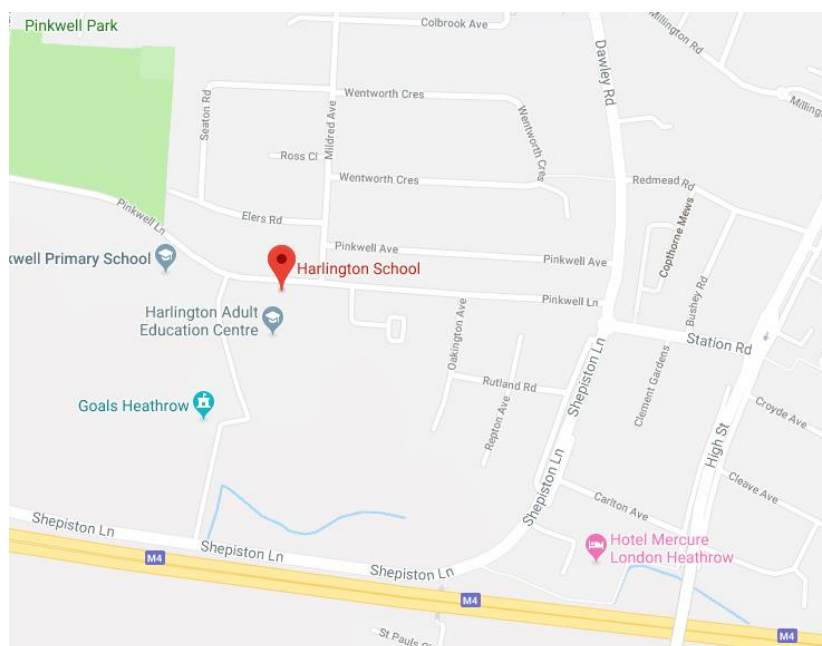 Pinkwell Park
Colbrook Ave
Dawley Rd
Millington Rd
Wentworth Cres
Seaton Rd
Mildred Ave
Wentworth Cres
Ross Cl
Wentworth Cres
Redmead Rd
Pinkwell Ln
Elers Rd
Copthorne Mews
kwell Primary School
Pinkwell Ave
Pinkwell Ave
Harlington School
Bushey Rd
Harlington Adult
Education Centre
Pinkwell Ln
Oakington Ave
Station Rd
Shepiston Ln
Clement Gardens
Rutland Rd
Goals Heathrow
Repton Ave
Croyde Ave
High St
Cleave Ave
Shepiston Ln
Carlton Ave
Shepiston Ln
Hotel Mercure
London Heathrow
Shepiston Ln
M4
Shepiston Ln
M4
M4
St Pauls